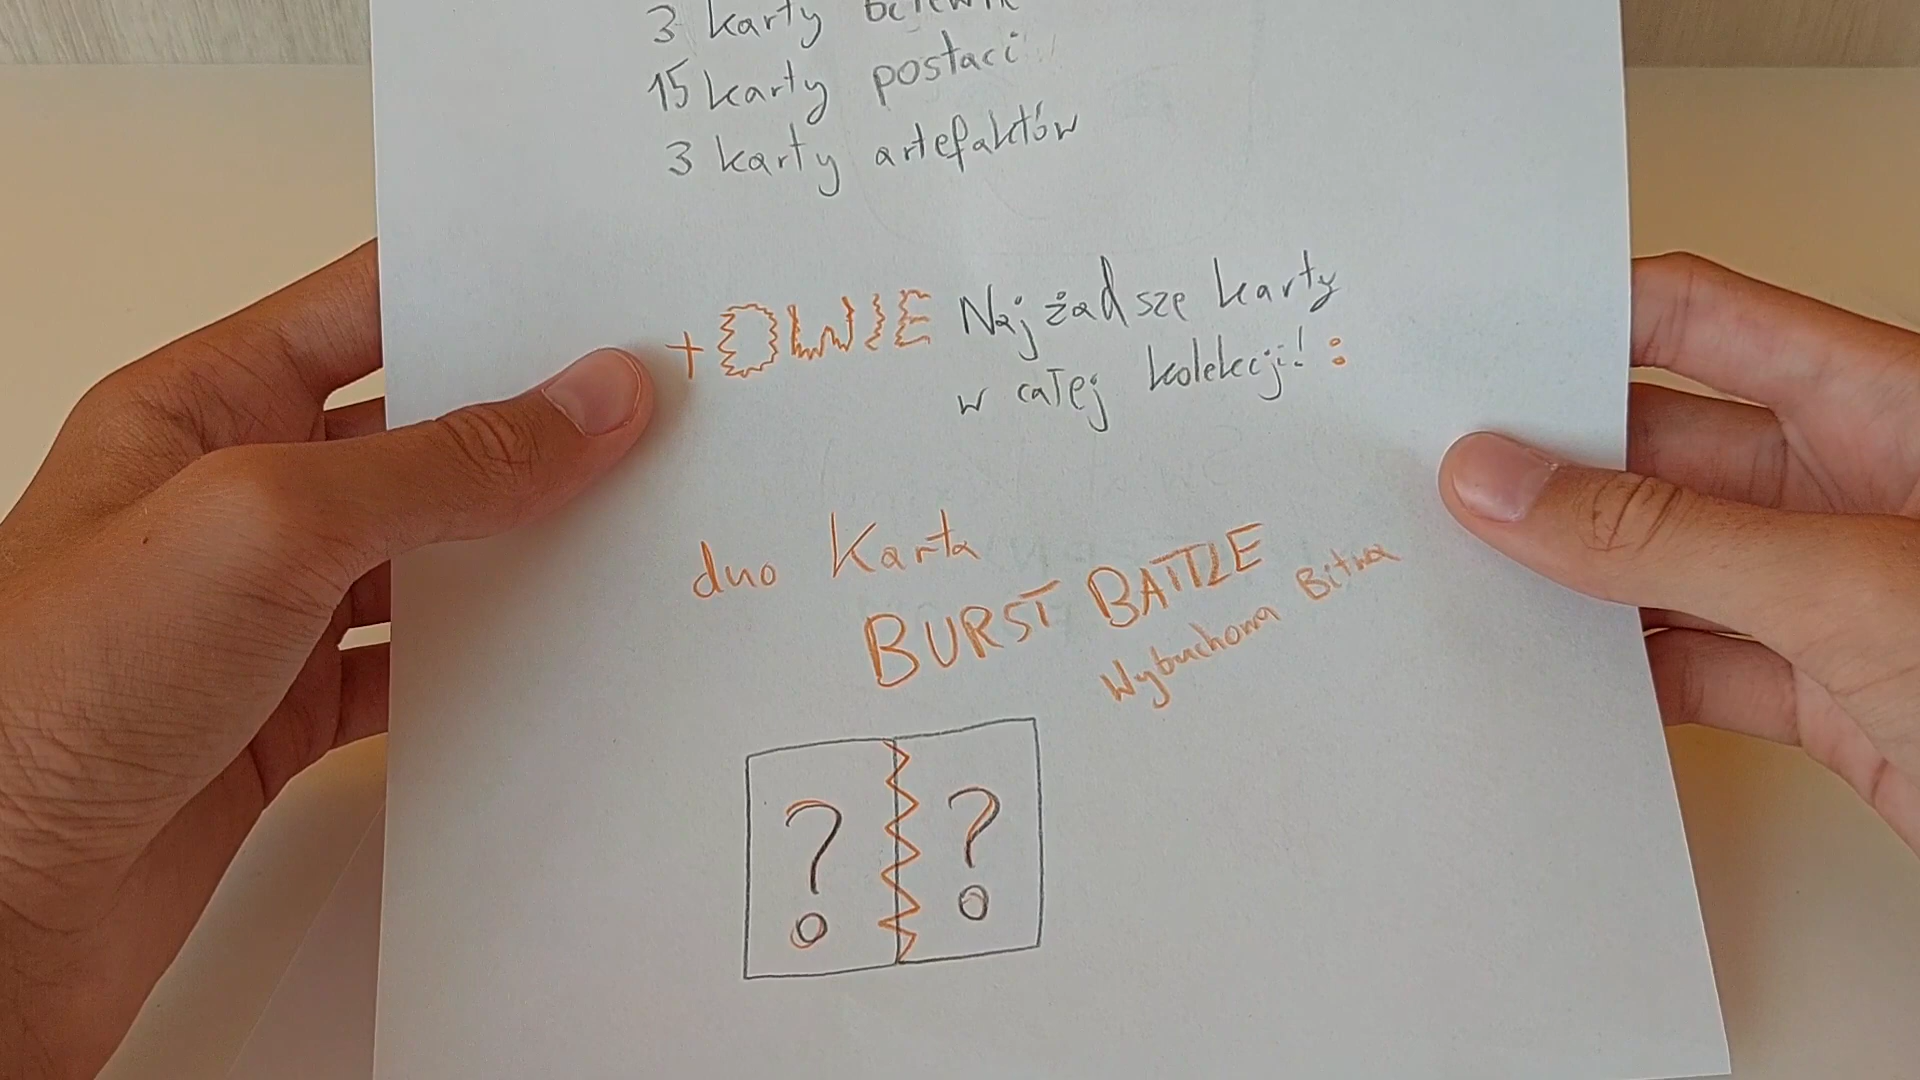 3 karty
15 karty postaci
3 karty artefaktów
+ DWIE Najżadsze karty
w całej kolekcji! :
duo Karta
BURST BATTLE
Wybuchowa Bitwa
? ?